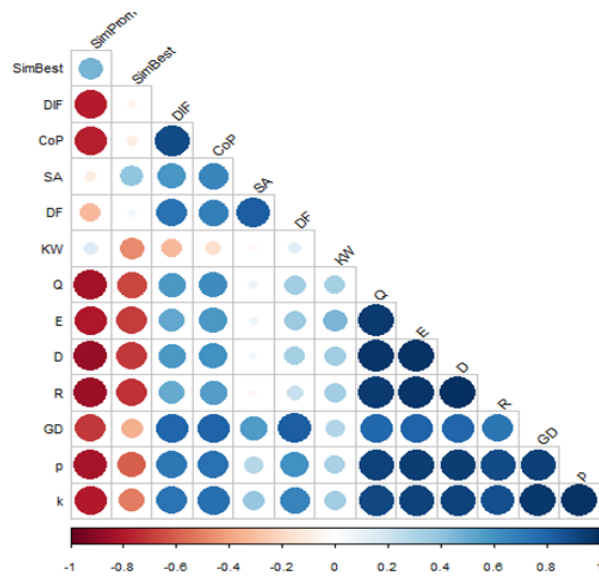 SimProm
SimBest
SimBest
DIF
DIF
CoP
CoP
SA
SA
DF
DF
KW
KW
Q
Q
E
E
D
D
R
R
GD
GD
p
p
k
-1 -0.8 -0.6 -0.4 -0.2 0 0.2 0.4 0.6 0.8 1